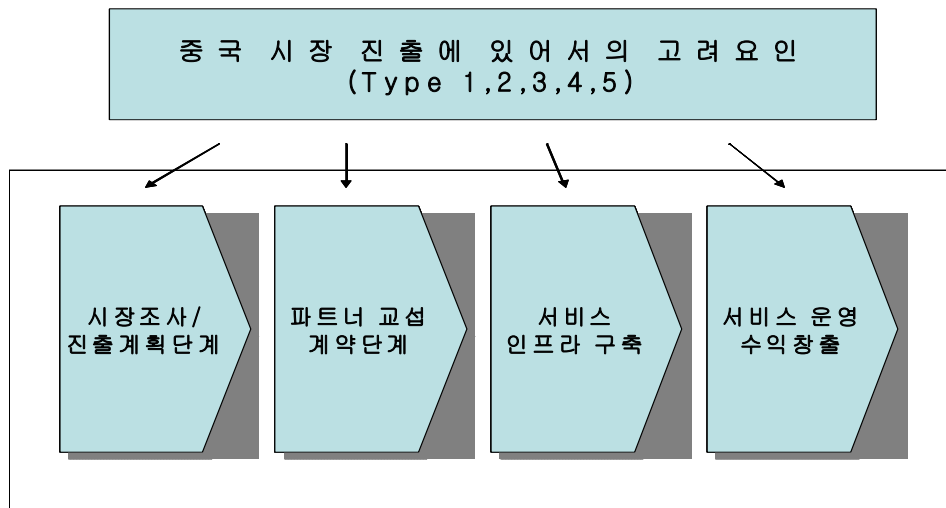 중국 시장 진출에 있어서의 고려요인
(Type 1,2,3,4,5)
시장조사/
진출계획단계
파트너 교섭
계약단계
서비스
인프라 구축
서비스 운영
수익창출